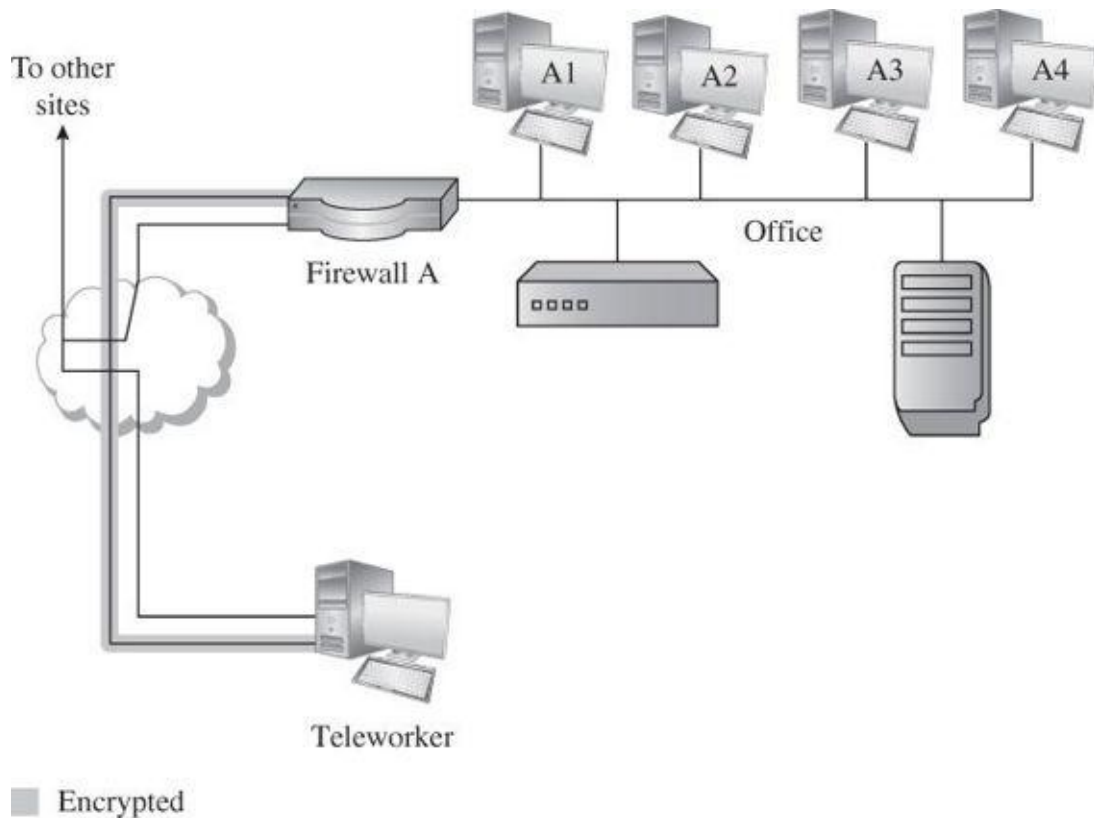 To other
sites
A1
A2
A3
A4
Firewall A
Office
Teleworker
Encrypted